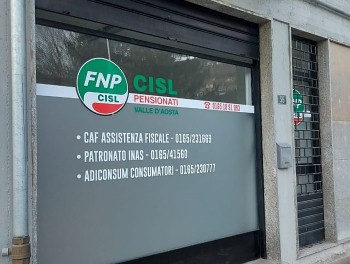 FNP
CISL
CISL
PENSIONATI
VALLE D'AOSTA
• CAF ASSISTENZA FISCALE - 0165/231669
• PATRONATO INAS - 0165/41560
• ADICONSUM CONSUMATORI - 0165/230777